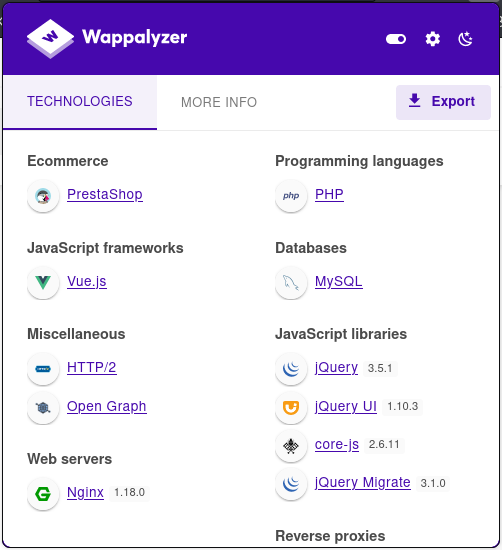 Wappalyzer
TECHNOLOGIES
MORE INFO
Export
Ecommerce
PrestaShop
JavaScript frameworks
Vue.js
Miscellaneous
HTTP/2
Open Graph
Web servers
Nginx 1.18.0
Programming languages
php PHP
Databases
MySQL
JavaScript libraries
jQuery 3.5.1
jQuery UI 1.10.3
core-js 2.6.11
jQuery Migrate 3.1.0
Reverse proxies